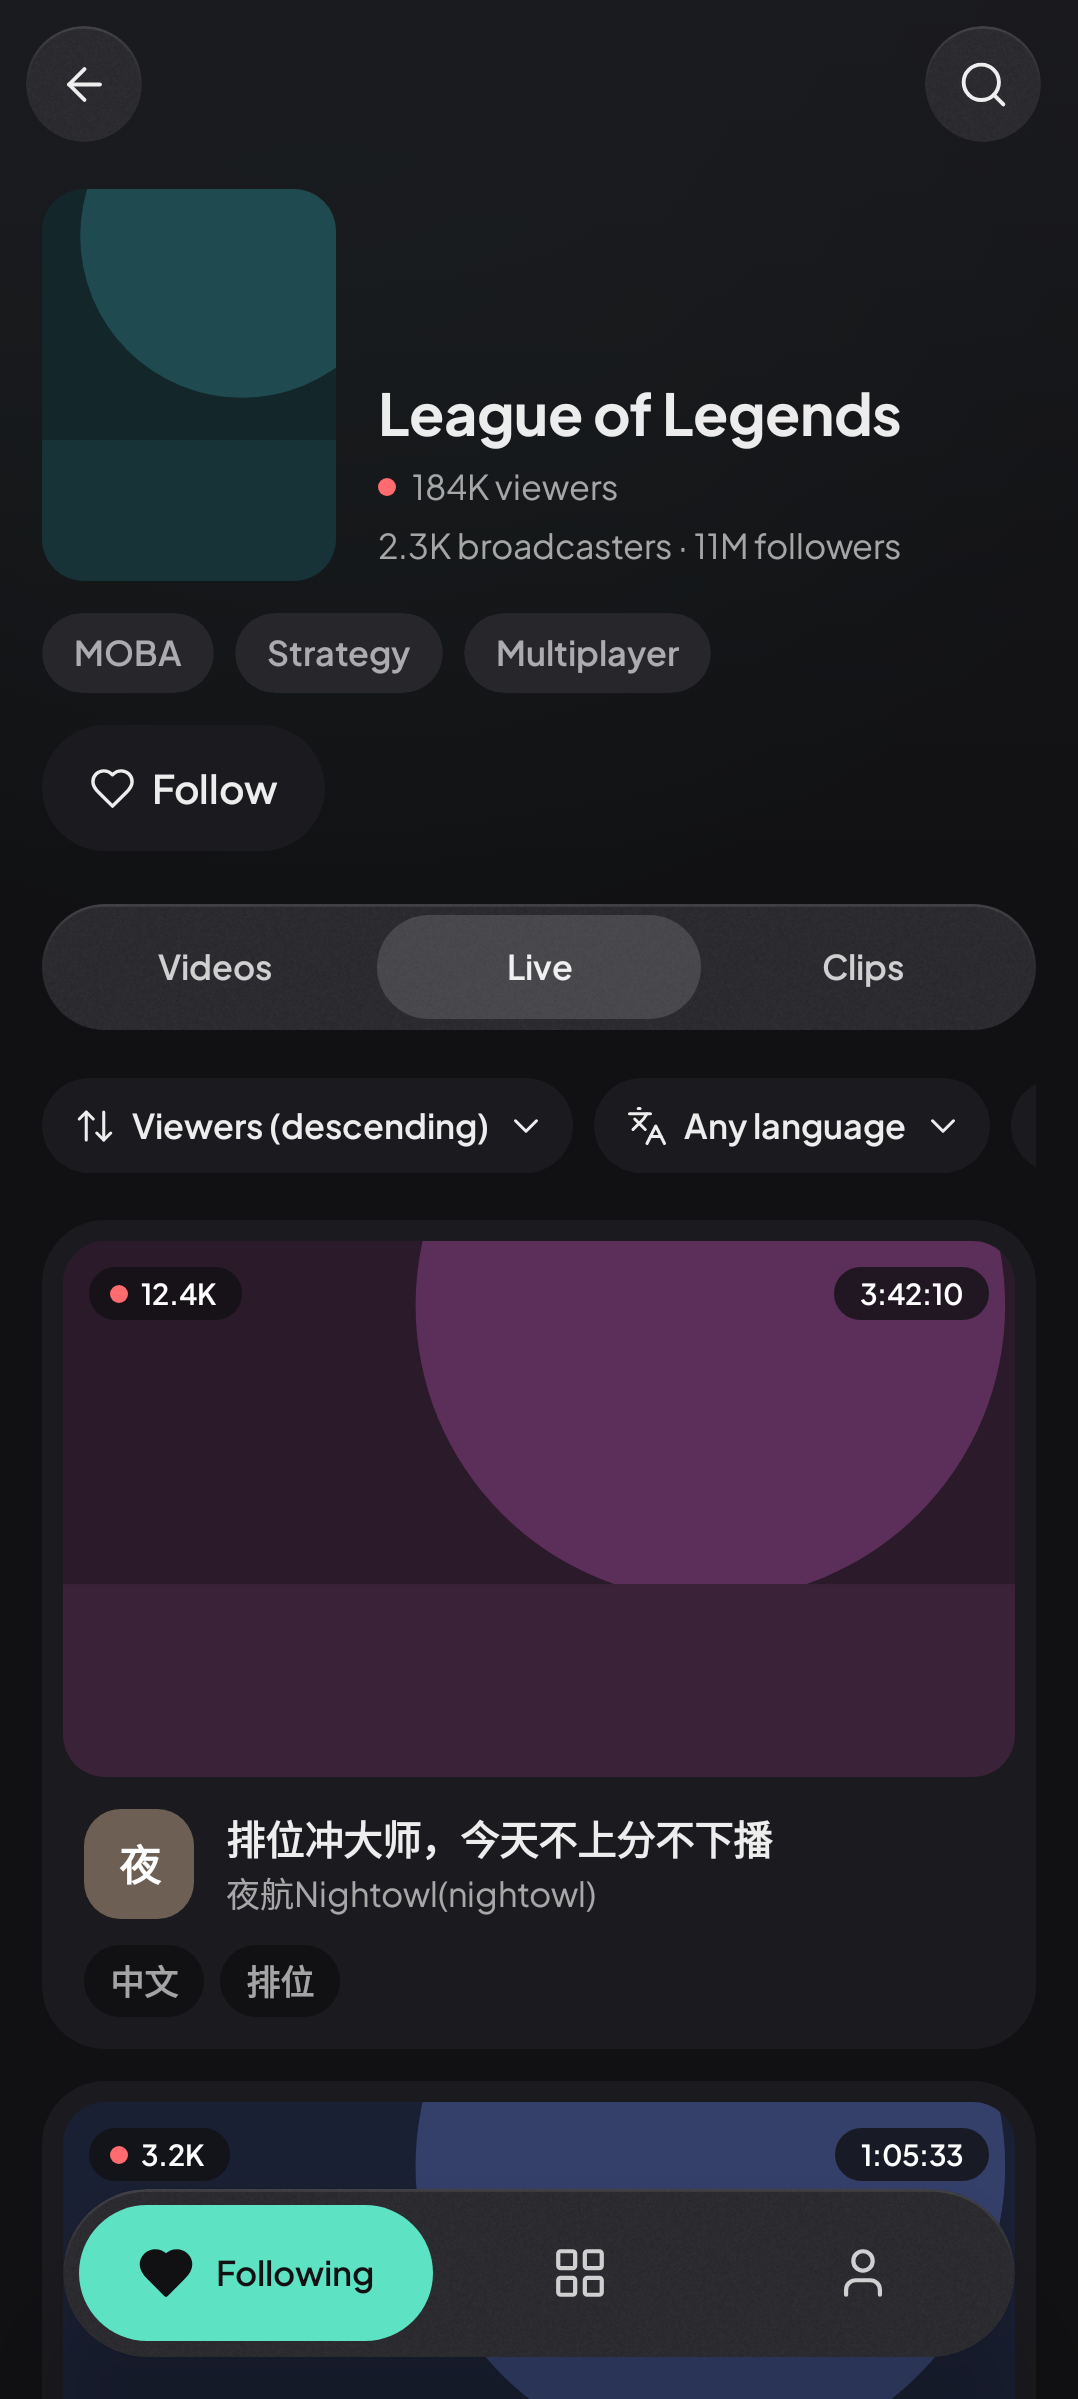 League of Legends
184K viewers
2.3K broadcasters · 11M followers
MOBA
Strategy
Multiplayer
Follow
Videos
Live
Clips
Viewers (descending)
Any language
12.4K
3:42:10
夜
排位冲大师，今天不上分不下播
夜航Nightowl(nightowl)
中文
排位
3.2K
1:05:33
Following